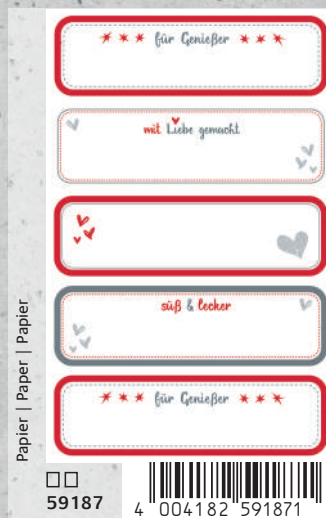 für Genießer
mit Liebe gemacht
süß & lecker
für Genießer
Papier | Paper | Papier
59187
4 004182 591871